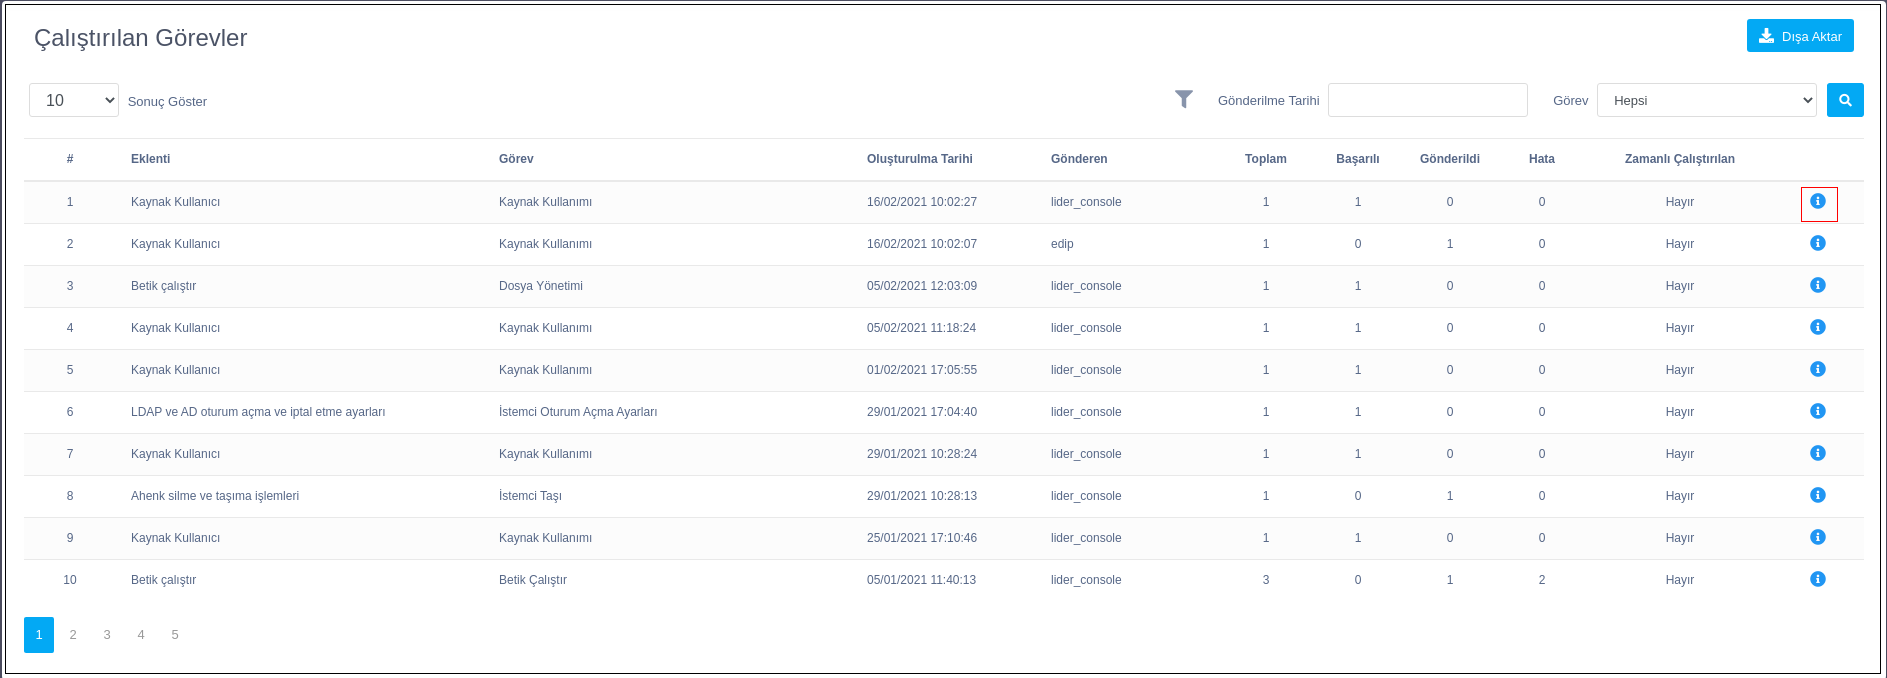 Çalıştırılan Görevler
Dışa Aktar
10 Sonuç Göster Gönderilme Tarihi Görev Hepsi
# Eklenti Görev Oluşturulma Tarihi Gönderen Toplam Başarılı Gönderildi Hata Zamanlı Çalıştırılan
1 Kaynak Kullanıcı Kaynak Kullanımı 16/02/2021 10:02:27 lider_console 1 1 0 0 Hayır
2 Kaynak Kullanıcı Kaynak Kullanımı 16/02/2021 10:02:07 edip 1 0 1 0 Hayır
3 Betik çalıştır Dosya Yönetimi 05/02/2021 12:03:09 lider_console 1 1 0 0 Hayır
4 Kaynak Kullanıcı Kaynak Kullanımı 05/02/2021 11:18:24 lider_console 1 1 0 0 Hayır
5 Kaynak Kullanıcı Kaynak Kullanımı 01/02/2021 17:05:55 lider_console 1 1 0 0 Hayır
6 LDAP ve AD oturum açma ve iptal etme ayarları İstemci Oturum Açma Ayarları 29/01/2021 17:04:40 lider_console 1 1 0 0 Hayır
7 Kaynak Kullanıcı Kaynak Kullanımı 29/01/2021 10:28:24 lider_console 1 1 0 0 Hayır
8 Ahenk silme ve taşıma işlemleri İstemci Taşı 29/01/2021 10:28:13 lider_console 1 0 1 0 Hayır
9 Kaynak Kullanıcı Kaynak Kullanımı 25/01/2021 17:10:46 lider_console 1 1 0 0 Hayır
10 Betik çalıştır Betik Çalıştır 05/01/2021 11:40:13 lider_console 3 0 1 2 Hayır
1 2 3 4 5